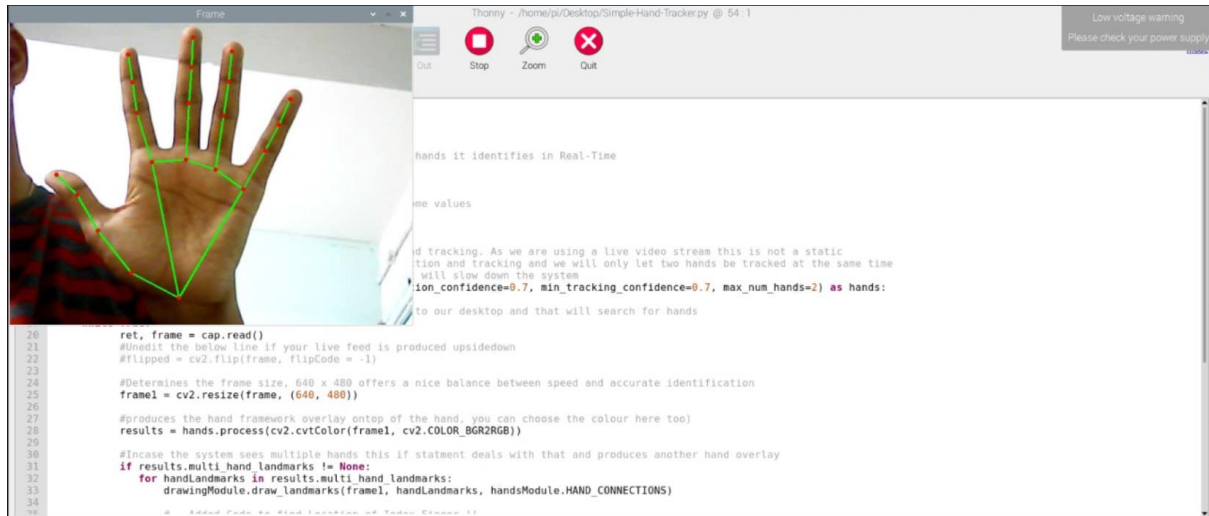 Frame
Thonny - /home/pi/Desktop/Simple-Hand-Tracker.py @ 54 : 1
Low voltage warning
Please check your power supply
Out
Stop
Zoom
Quit
hands it identifies in Real-Time
me values
d tracking. As we are using a live video stream this is not a static
tion and tracking and we will only let two hands be tracked at the same time
will slow down the system
ion_confidence=0.7, min_tracking_confidence=0.7, max_num_hands=2) as hands:
to our desktop and that will search for hands
20 ret, frame = cap.read()
21 #Unedit the below line if your live feed is produced upsidedown
22 #flipped = cv2.flip(frame, flipCode = -1)
23
24 #Determines the frame size, 640 x 480 offers a nice balance between speed and accurate identification
25 frame1 = cv2.resize(frame, (640, 480))
26
27 #produces the hand framework overlay ontop of the hand, you can choose the colour here too)
28 results = hands.process(cv2.cvtColor(frame1, cv2.COLOR_BGR2RGB))
29
30 #Incase the system sees multiple hands this if statment deals with that and produces another hand overlay
31 if results.multi_hand_landmarks != None:
32 for handLandmarks in results.multi_hand_landmarks:
33 drawingModule.draw_landmarks(frame1, handLandmarks, handsModule.HAND_CONNECTIONS)
34
35 # Added Code to find Location of Index Finger !!